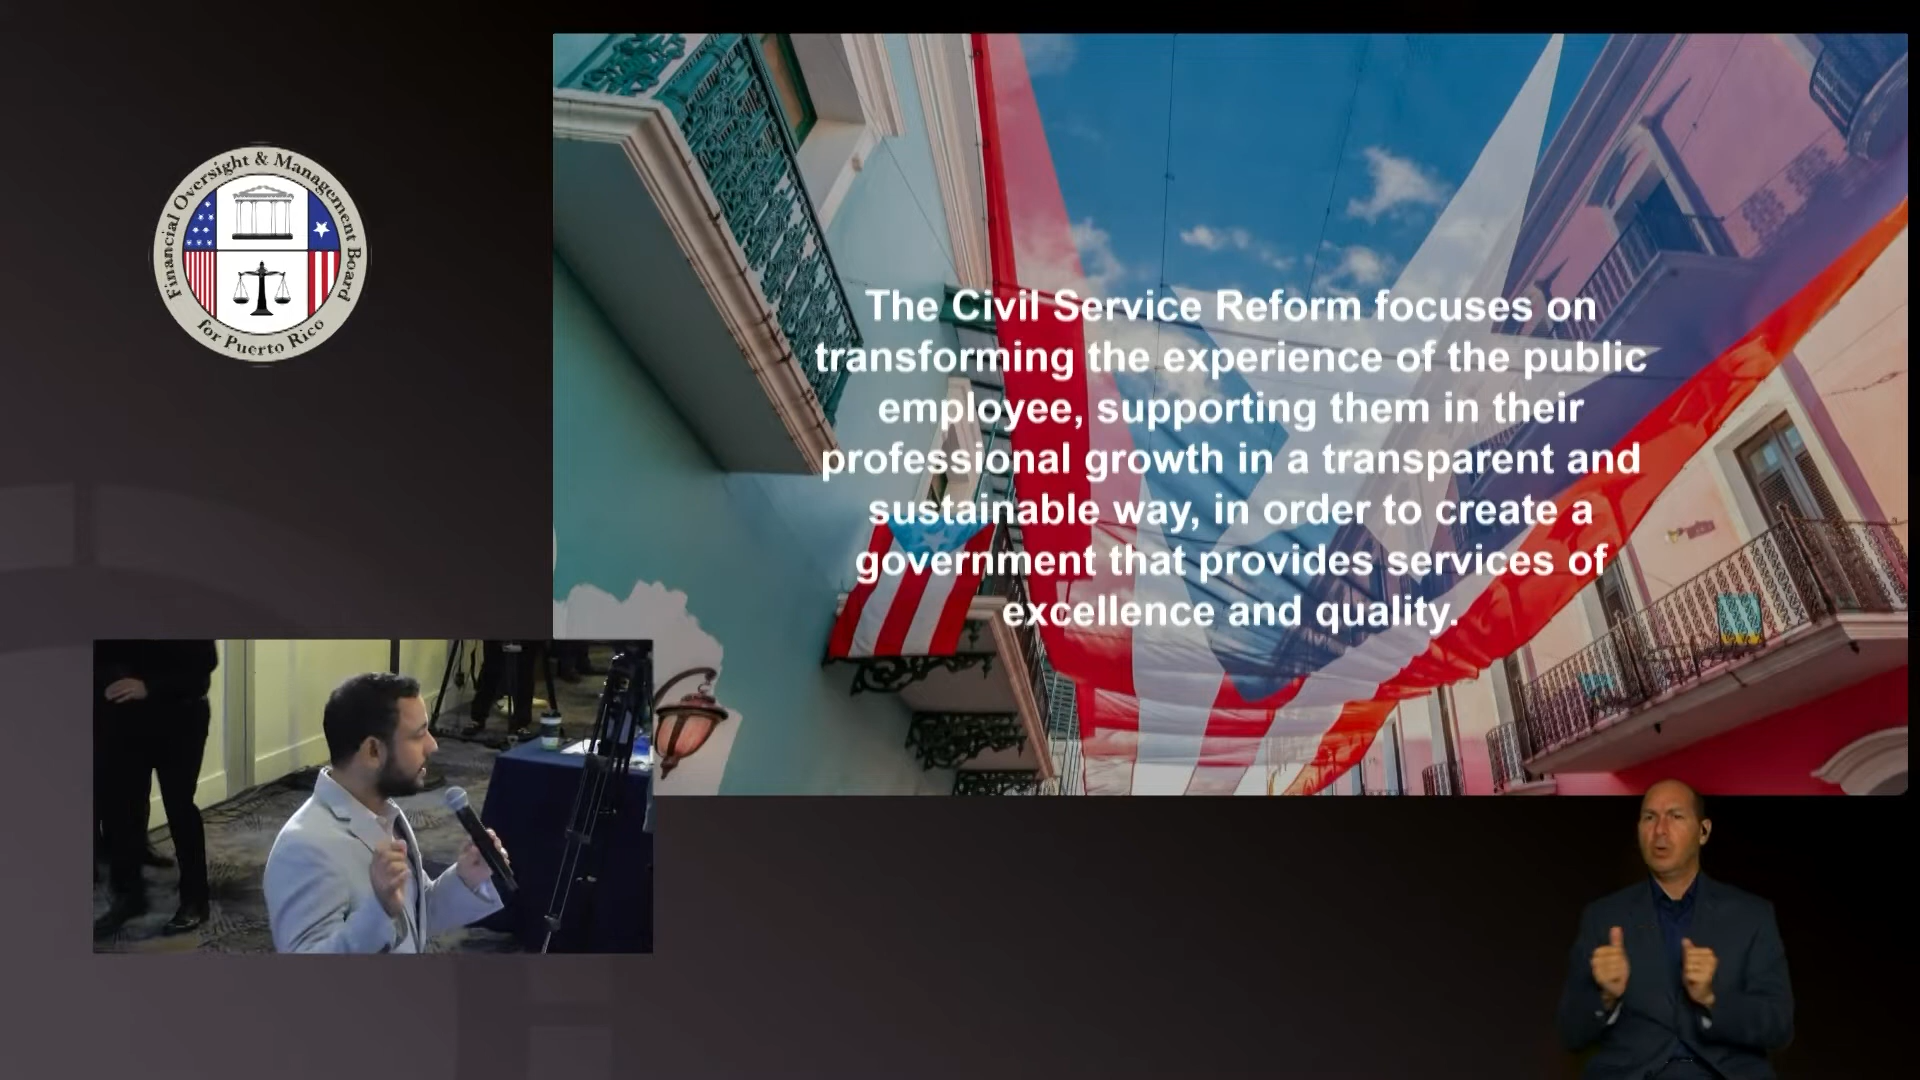 Financial Oversight & Management Board
for Puerto Rico
The Civil Service Reform focuses on
transforming the experience of the public
employee, supporting them in their
professional growth in a transparent and
sustainable way, in order to create a
government that provides services of
excellence and quality.